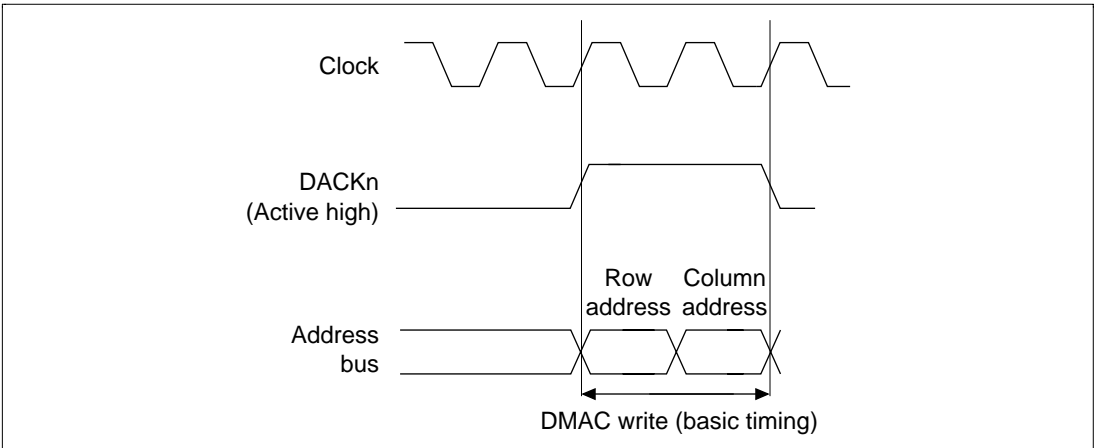 Clock
DACKn
(Active high)
Row Column
address address
Address
bus
DMAC write (basic timing)